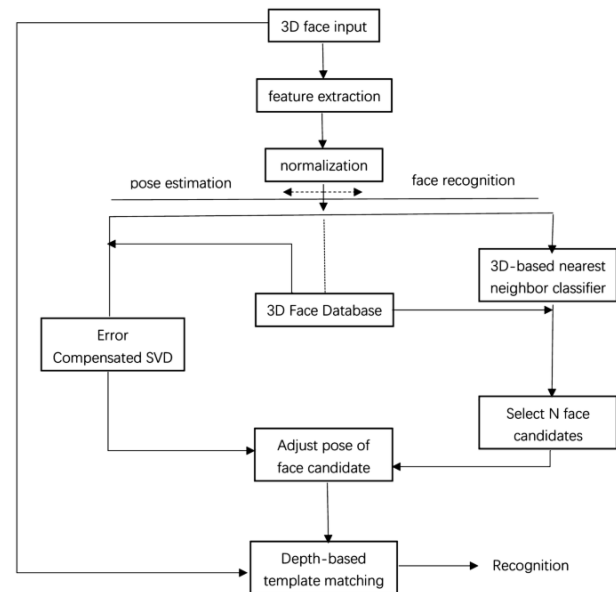 3D face input
feature extraction
normalization
pose estimation
face recognition
3D-based nearest
neighbor classifier
3D Face Database
Error
Compensated SVD
Select N face
candidates
Adjust pose of
face candidate
Depth-based
template matching
Recognition